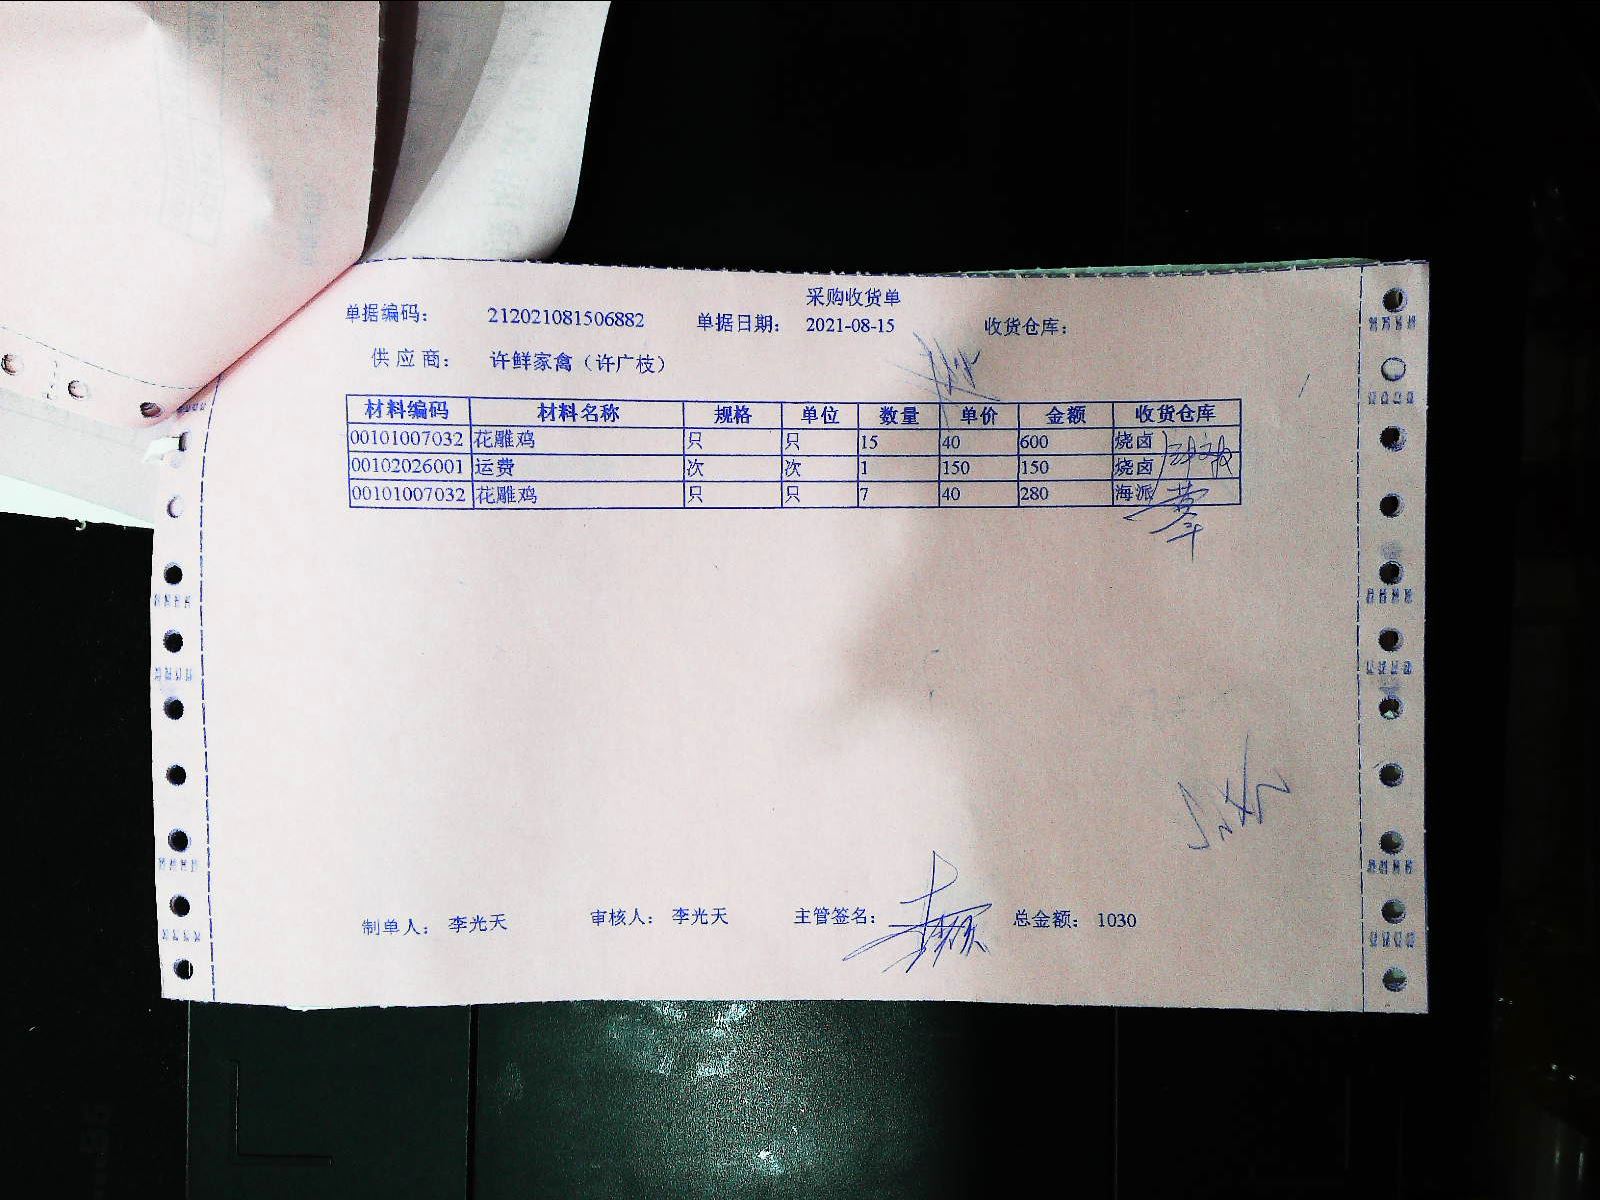 采购收货单
单据编码： 212021081506882 单据日期： 2021-08-15 收货仓库：
供应商： 许鲜家禽（许广枝）
材料编码 材料名称 规格 单位 数量 单价 金额 收货仓库
00101007032 花雕鸡 只 只 15 40 600 烧卤
00102026001 运费 次 次 1 150 150 烧卤
00101007032 花雕鸡 只 只 7 40 280 海派
制单人： 李光天 审核人： 李光天 主管签名： 总金额： 1030